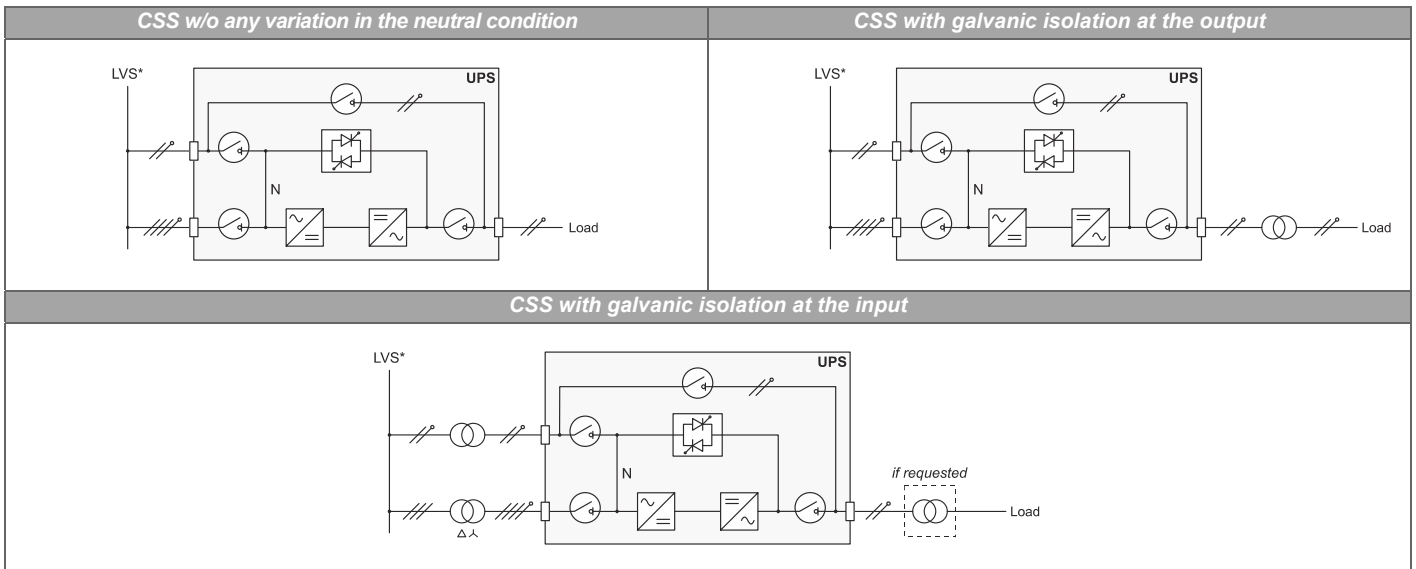 CSS w/o any variation in the neutral condition
CSS with galvanic isolation at the output
LVS*
UPS
N
Load
LVS*
UPS
N
Load
CSS with galvanic isolation at the input
LVS*
UPS
N
if requested
Load